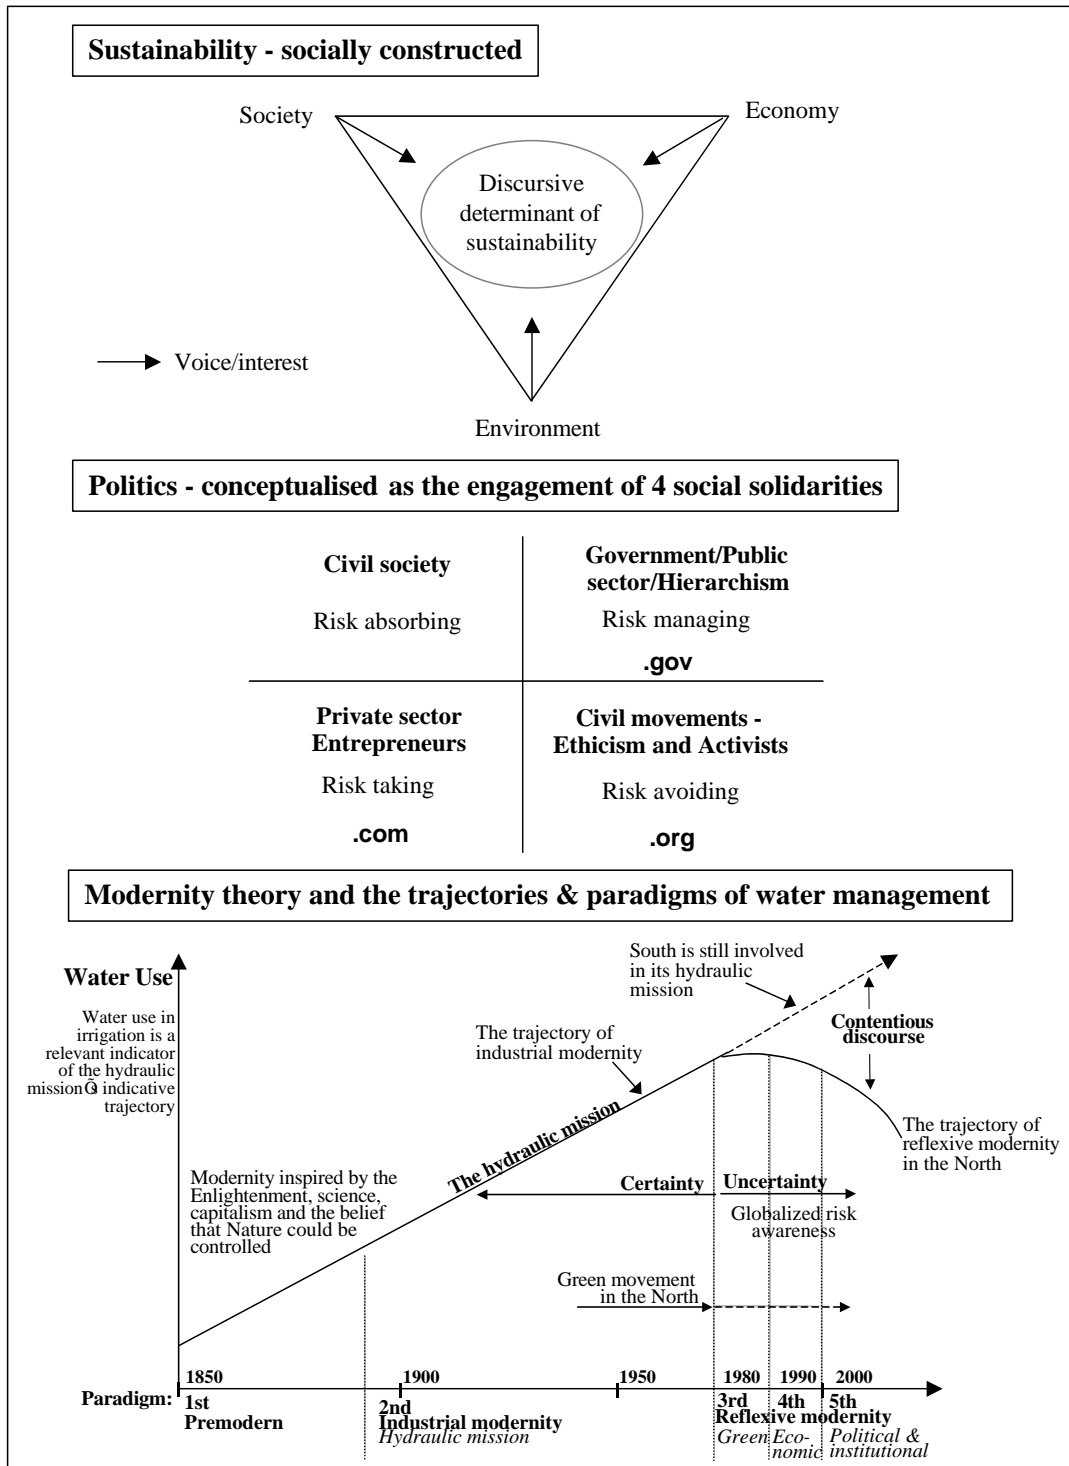 Sustainability - socially constructed
Society
Economy
Discursive
determinant of
sustainability
Voice/interest
Environment
Politics - conceptualised as the engagement of 4 social solidarities
Civil society
Risk absorbing
Government/Public
sector/Hierarchism
Risk managing
.gov
Private sector
Entrepreneurs
Risk taking
.com
Civil movements -
Ethicism and Activists
Risk avoiding
.org
Modernity theory and the trajectories & paradigms of water management
Water Use
Water use in
irrigation is a
relevant indicator
of the hydraulic
missionÕs indicative
trajectory
South is still involved
in its hydraulic
mission
The trajectory of
industrial modernity
Contentious
discourse
The hydraulic mission
The trajectory of
reflexive modernity
in the North
Modernity inspired by the
Enlightenment, science,
capitalism and the belief
that Nature could be
controlled
Certainty
Uncertainty
Globalized risk
awareness
Green movement
in the North
1850
1900
1950
1980
1990
2000
Paradigm:
1st
Premodern
2nd
Industrial modernity
Hydraulic mission
3rd
4th
5th
Reflexive modernity
Green
Eco-
nomic
Political &
institutional